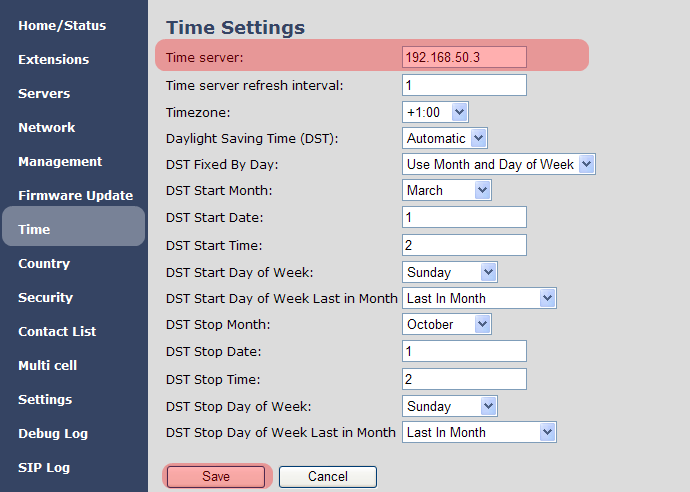 Home/Status
Extensions
Servers
Network
Management
Firmware Update
Time
Country
Security
Contact List
Multi cell
Settings
Debug Log
SIP Log
Time Settings
Time server: 192.168.50.3
Time server refresh interval: 1
Timezone: +1:00
Daylight Saving Time (DST): Automatic
DST Fixed By Day: Use Month and Day of Week
DST Start Month: March
DST Start Date: 1
DST Start Time: 2
DST Start Day of Week: Sunday
DST Start Day of Week Last in Month Last In Month
DST Stop Month: October
DST Stop Date: 1
DST Stop Time: 2
DST Stop Day of Week: Sunday
DST Stop Day of Week Last in Month Last In Month
Save Cancel